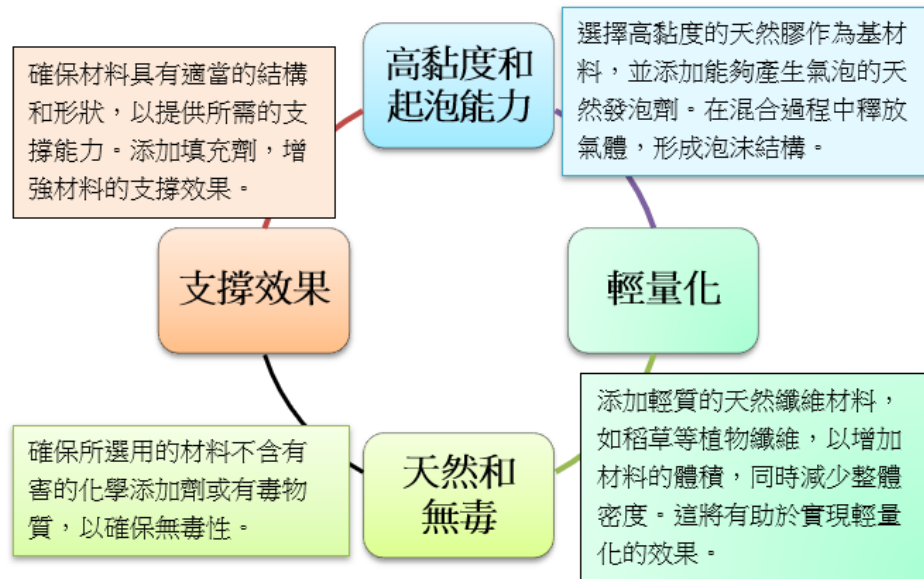 高黏度和
起泡能力
選擇高黏度的天然膠作為基材
料，並添加能夠產生氣泡的天
然發泡劑。在混合過程中釋放
氣體，形成泡沫結構。
輕量化
添加輕質的天然纖維材料，
如稻草等植物纖維，以增加
材料的體積，同時減少整體
密度。這將有助於實現輕量
化的效果。
天然和
無毒
確保所選用的材料不含有
害的化學添加劑或有毒物
質，以確保無毒性。
支撐效果
確保材料具有適當的結構
和形狀，以提供所需的支
撐能力。添加填充劑，增
強材料的支撐效果。